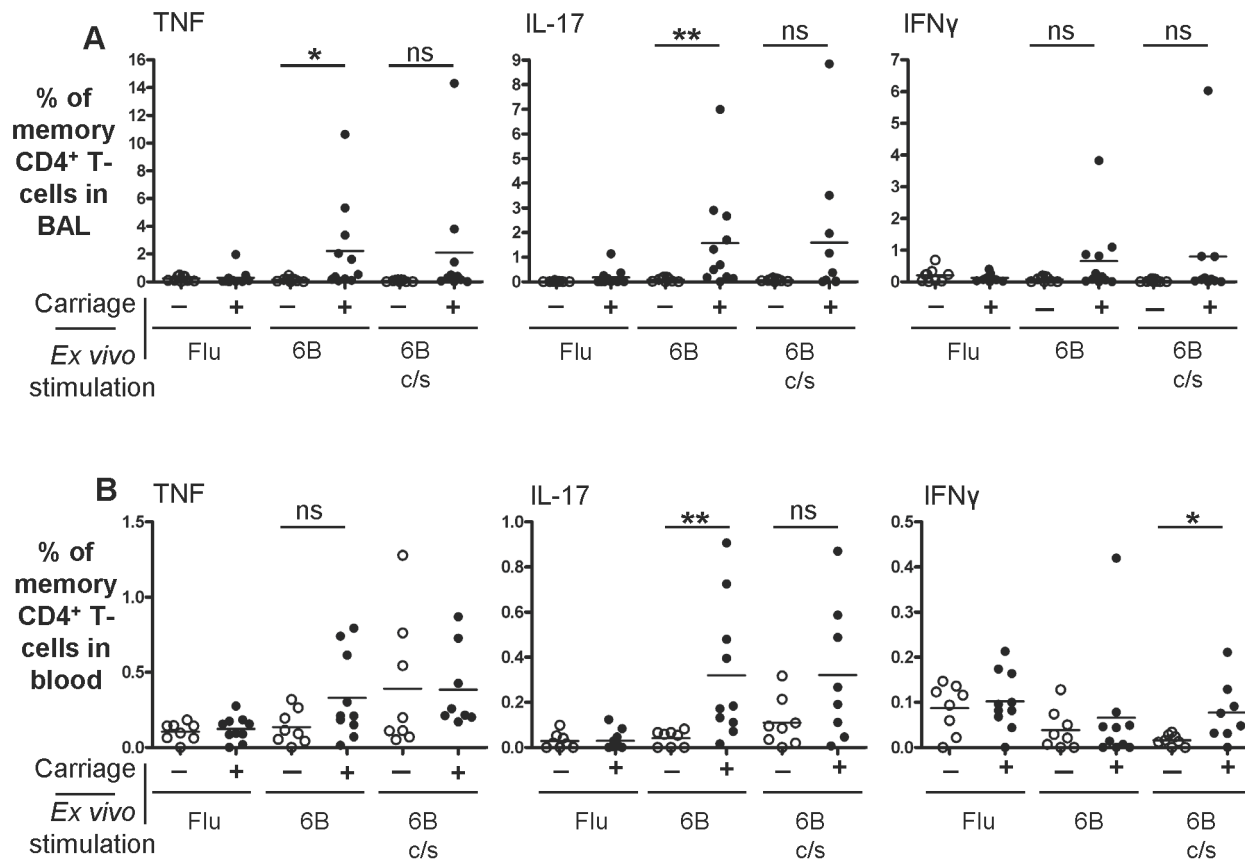 A
TNF
IL-17
IFNγ
% of
memory
CD4⁺ T-
cells in
BAL
16
14
12
10
8
6
4
2
0
* ns
9
8
7
6
5
4
3
2
1
0
** ns
7
6
5
4
3
2
1
0
ns ns
Carriage – + – + – + – + – + – + – + – + – +
Ex vivo
stimulation
Flu 6B 6B
c/s
Flu 6B 6B
c/s
Flu 6B 6B
c/s
B
TNF
IL-17
IFNγ
% of
memory
CD4⁺ T-
cells in
blood
1.5
1.0
0.5
0.0
ns
1.0
0.8
0.6
0.4
0.2
0.0
** ns
0.5
0.4
0.3
0.2
0.1
0.0
*
Carriage – + – + – + – + – + – + – + – + – +
Ex vivo
stimulation
Flu 6B 6B
c/s
Flu 6B 6B
c/s
Flu 6B 6B
c/s